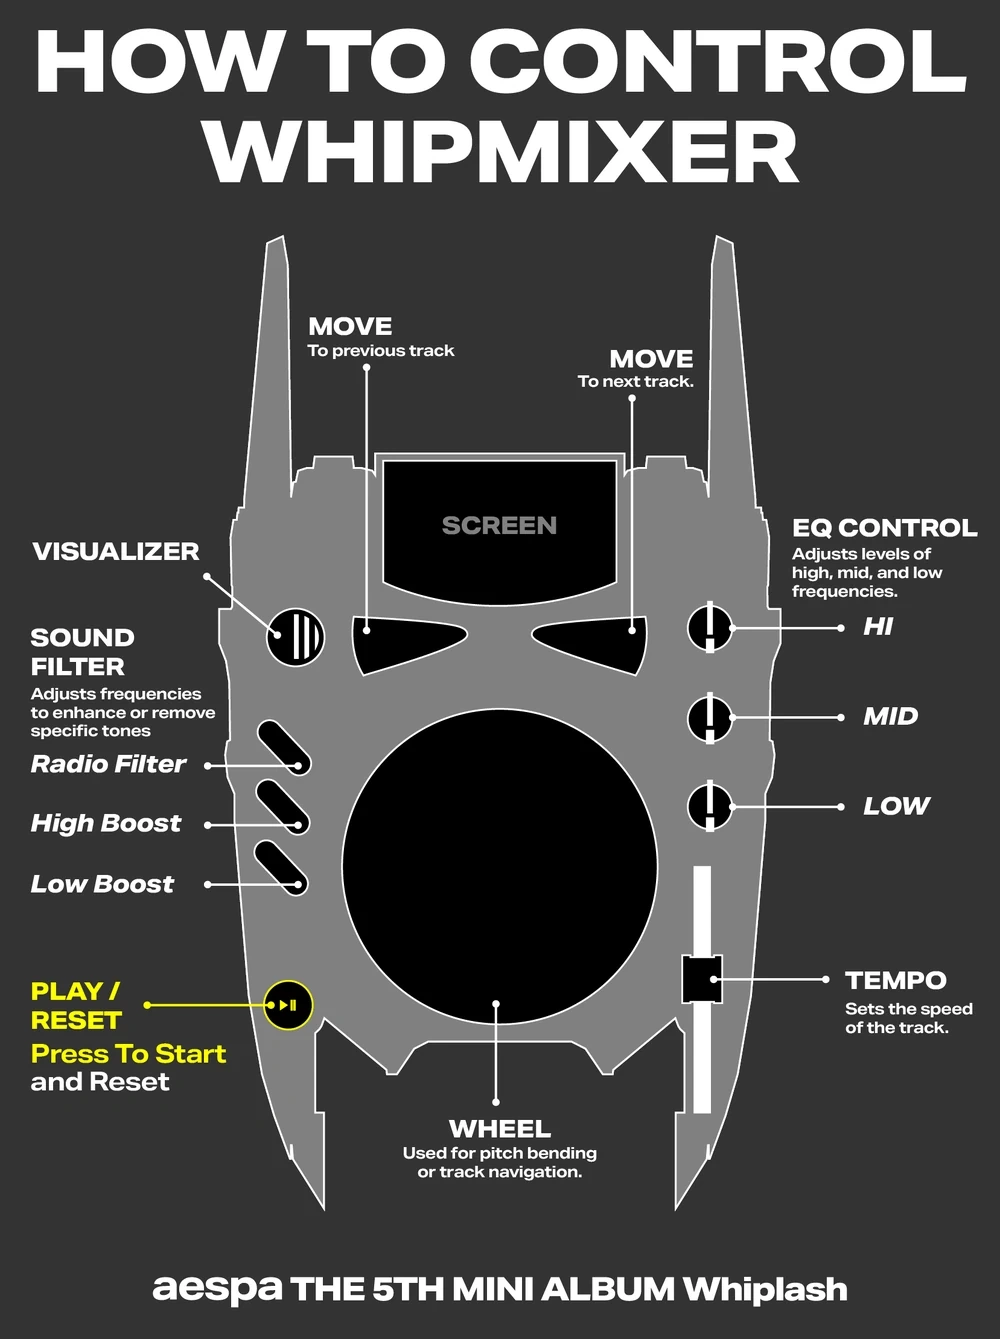 HOW TO CONTROL
WHIPMIXER
MOVE
To previous track
MOVE
To next track.
SCREEN
VISUALIZER
SOUND
FILTER
Adjusts frequencies
to enhance or remove
specific tones
Radio Filter
High Boost
Low Boost
PLAY /
RESET
Press To Start
and Reset
EQ CONTROL
Adjusts levels of
high, mid, and low
frequencies.
HI
MID
LOW
TEMPO
Sets the speed
of the track.
WHEEL
Used for pitch bending
or track navigation.
aespa THE 5TH MINI ALBUM Whiplash